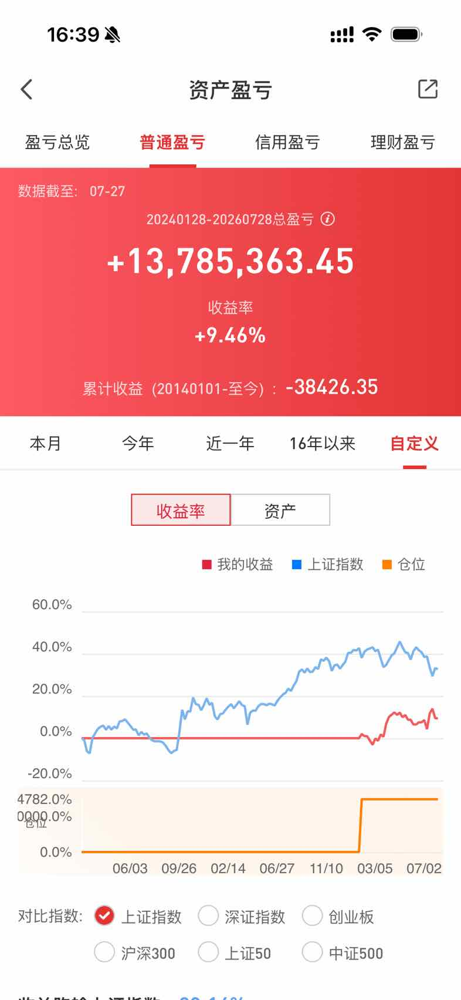 16:39
资产盈亏
盈亏总览 普通盈亏 信用盈亏 理财盈亏
数据截至: 07-27
20240128-20260728总盈亏
+13,785,363.45
收益率
+9.46%
累计收益 (20140101-至今) : -38426.35
本月 今年 近一年 16年以来 自定义
收益率 资产
我的收益 上证指数 仓位
60.0%
40.0%
20.0%
0.0%
-20.0%
4782.0%
0000.0%
仓位
0.0%
06/03 09/26 02/14 06/27 11/10 03/05 07/02
对比指数: 上证指数 深证指数 创业板
沪深300 上证50 中证500